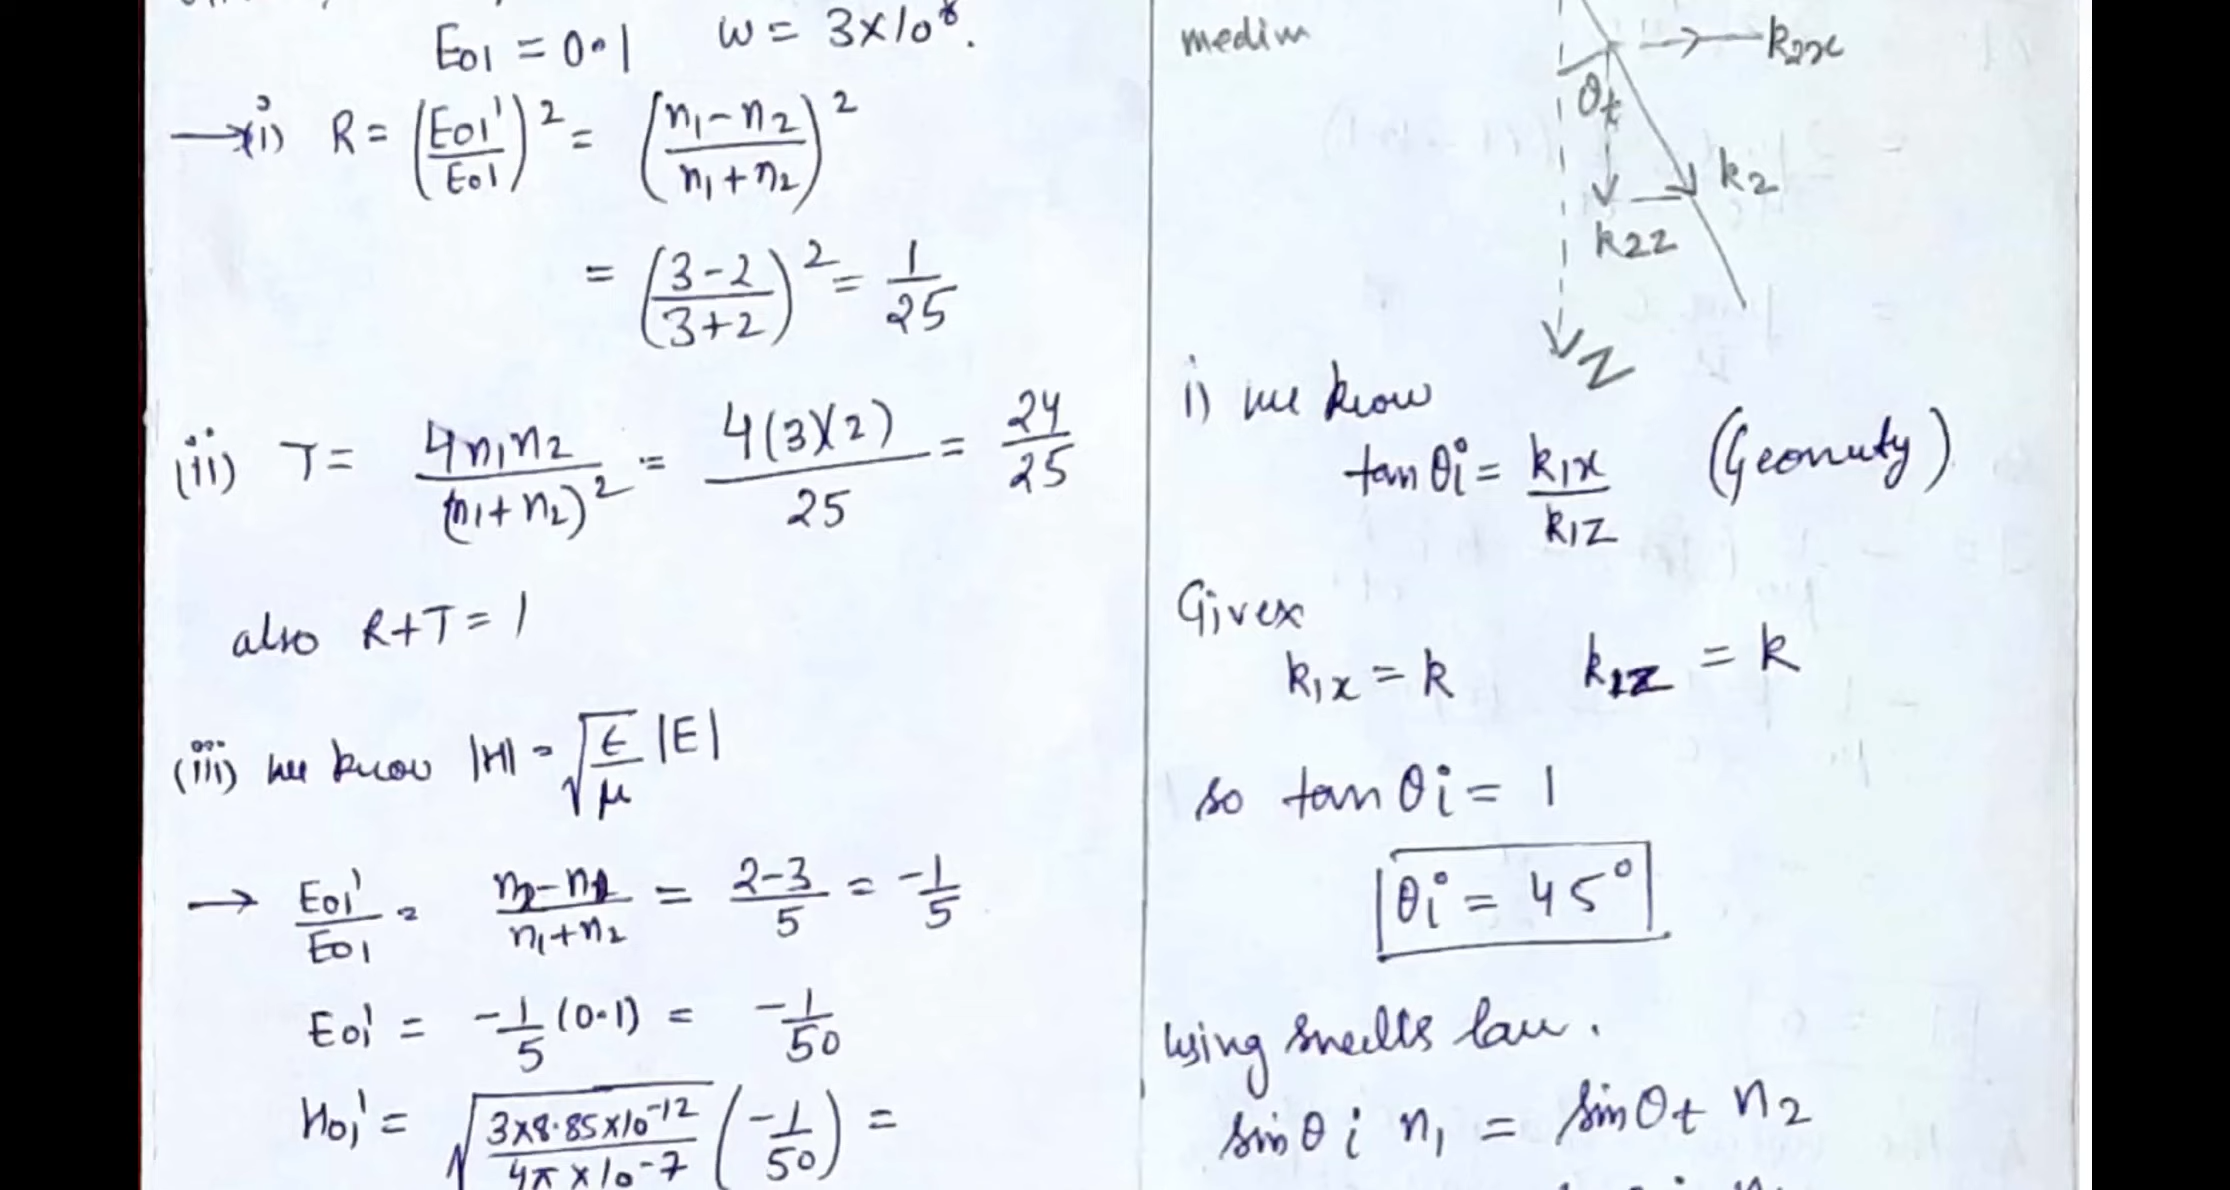 E01 = 0.1 ω = 3×10⁸.
→(i) R = (E01'/E01)² = ((n1-n2)/(n1+n2))²
= ((3-2)/(3+2))² = 1/25
(ii) T = 4n1n2/(n1+n2)² = 4(3)(2)/25 = 24/25
also R+T = 1
(iii) we know |H| = √(ε/μ) |E|
→ E01'/E01 = (n2-n1)/(n1+n2) = (2-3)/5 = -1/5
E01' = -1/5 (0.1) = -1/50
H01' = √(3×8.85×10⁻¹²/4π×10⁻⁷) (-1/50) =
medim
k2x
θt
k2
k2z
Z
i) we know
tan θi = k1x/k1z (Geomuty)
Given
k1x = k k1z = k
so tan θi = 1
θi = 45°
Using snells law.
sin θi n1 = sin θt n2